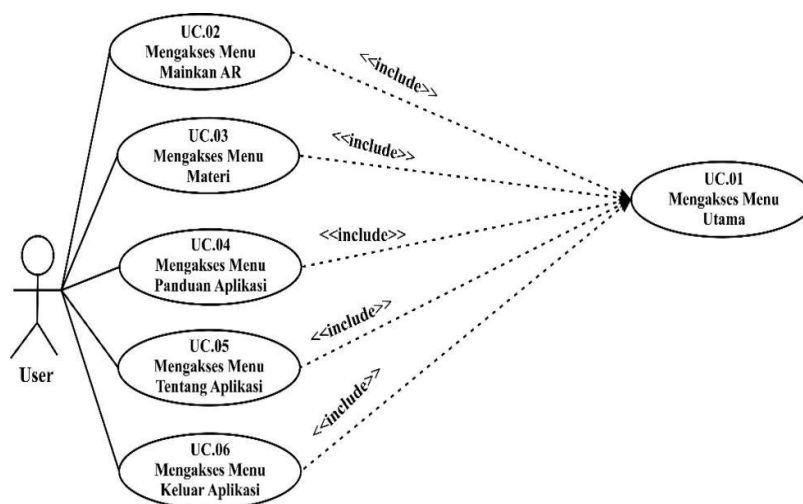 UC.02
Mengakses Menu
Mainkan AR
<<include>>
UC.03
Mengakses Menu
Materi
<<include>>
UC.01
Mengakses Menu
Utama
UC.04
Mengakses Menu
Panduan Aplikasi
<<include>>
UC.05
Mengakses Menu
Tentang Aplikasi
<<include>>
User
UC.06
Mengakses Menu
Keluar Aplikasi
<<include>>